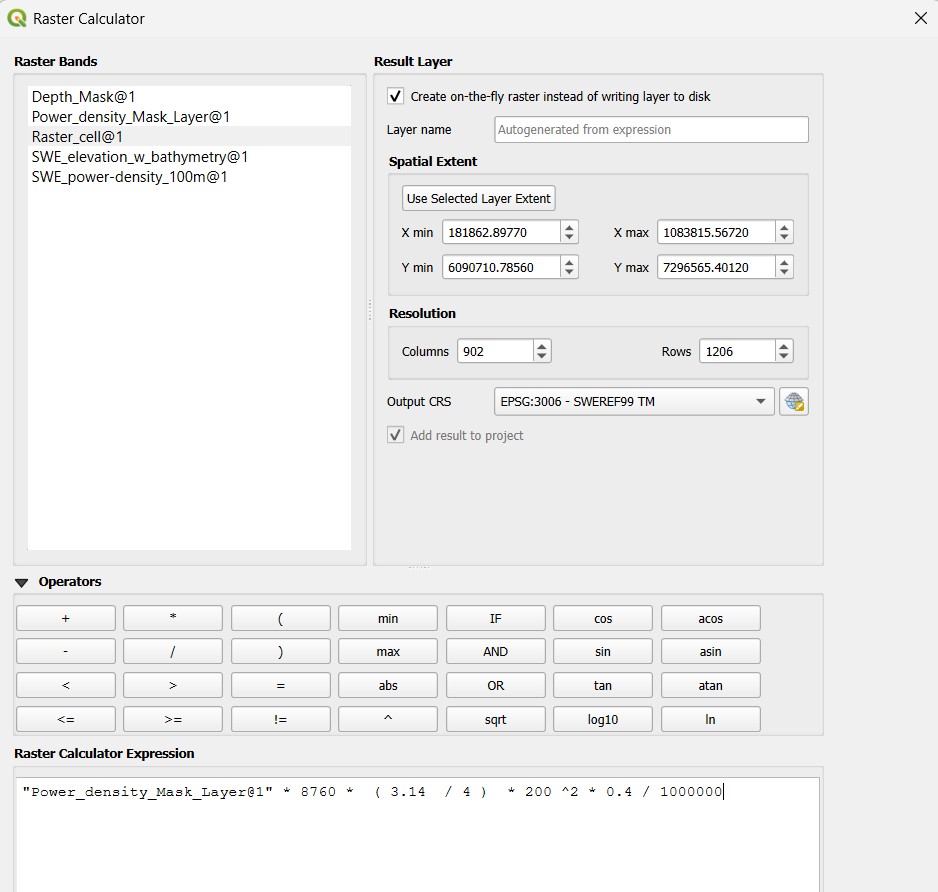 Raster Calculator
Raster Bands
Depth_Mask@1
Power_density_Mask_Layer@1
Raster_cell@1
SWE_elevation_w_bathymetry@1
SWE_power-density_100m@1
Result Layer
Create on-the-fly raster instead of writing layer to disk
Layer name Autogenerated from expression
Spatial Extent
Use Selected Layer Extent
X min 181862.89770 X max 1083815.56720
Y min 6090710.78560 Y max 7296565.40120
Resolution
Columns 902 Rows 1206
Output CRS EPSG:3006 - SWEREF99 TM
Add result to project
Operators
+ * ( min IF cos acos
- / ) max AND sin asin
< > = abs OR tan atan
<= >= != ^ sqrt log10 ln
Raster Calculator Expression
"Power_density_Mask_Layer@1" * 8760 * ( 3.14 / 4 ) * 200 ^2 * 0.4 / 1000000